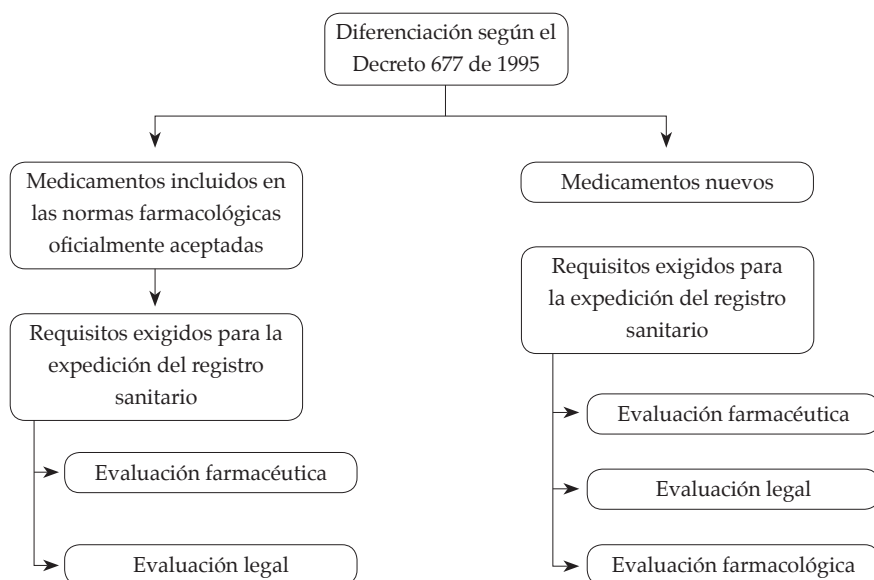 Diferenciación según el
Decreto 677 de 1995
Medicamentos incluidos en
las normas farmacológicas
oficialmente aceptadas
Requisitos exigidos para la
expedición del registro
sanitario
Evaluación farmacéutica
Evaluación legal
Medicamentos nuevos
Requisitos exigidos para
la expedición del registro
sanitario
Evaluación farmacéutica
Evaluación legal
Evaluación farmacológica